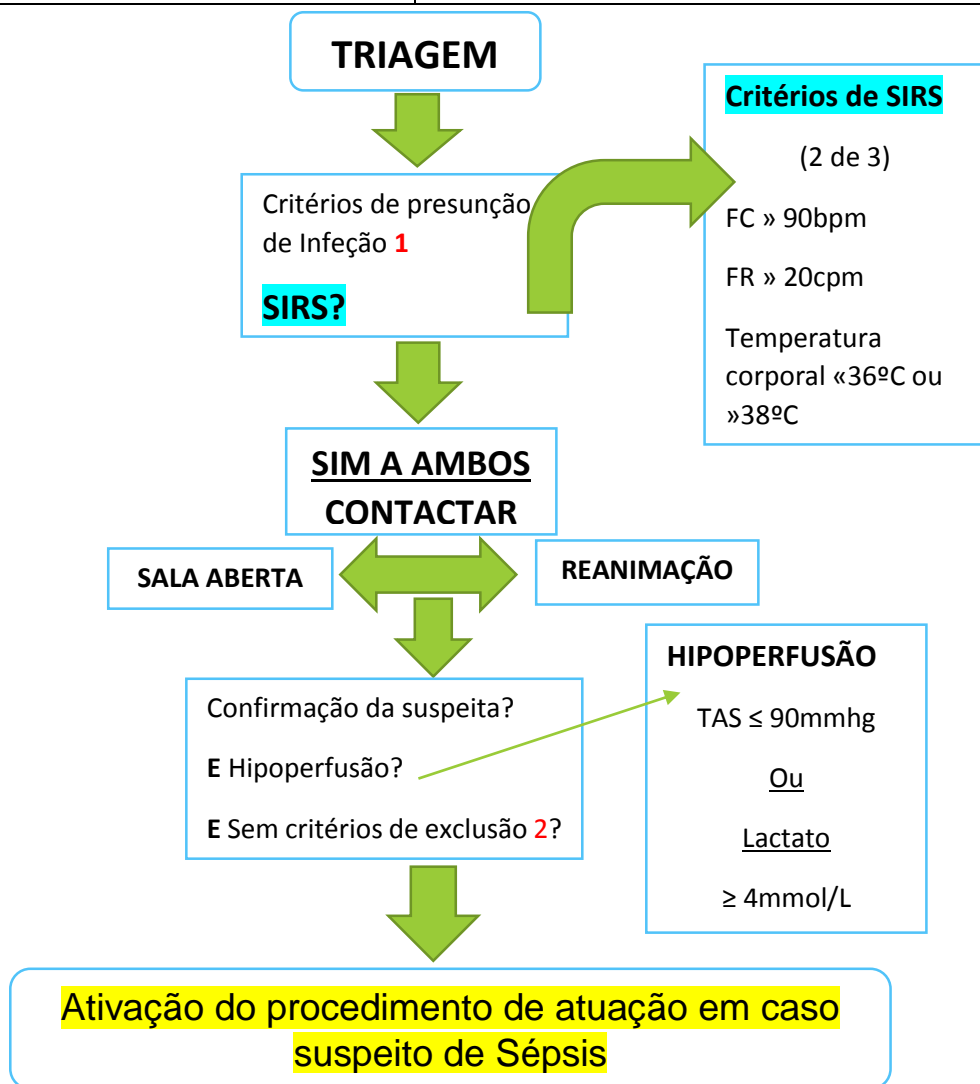 TRIAGEM
Critérios de presunção
de Infeção 1
SIRS?
Critérios de SIRS
(2 de 3)
FC » 90bpm
FR » 20cpm
Temperatura
corporal «36ºC ou
»38ºC
SIM A AMBOS
CONTACTAR
SALA ABERTA
REANIMAÇÃO
Confirmação da suspeita?
E Hipoperfusão?
E Sem critérios de exclusão 2?
HIPOPERFUSÃO
TAS ≤ 90mmhg
Ou
Lactato
≥ 4mmol/L
Ativação do procedimento de atuação em caso
suspeito de Sépsis